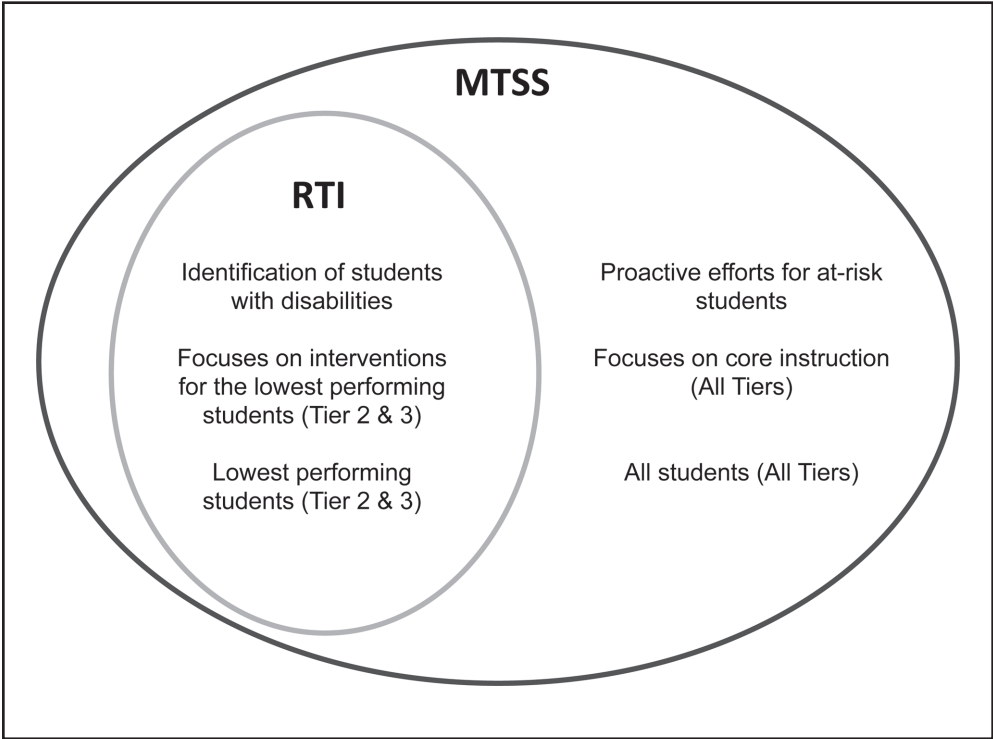 MTSS
RTI
Identification of students
with disabilities
Focuses on interventions
for the lowest performing
students (Tier 2 & 3)
Lowest performing
students (Tier 2 & 3)
Proactive efforts for at-risk
students
Focuses on core instruction
(All Tiers)
All students (All Tiers)